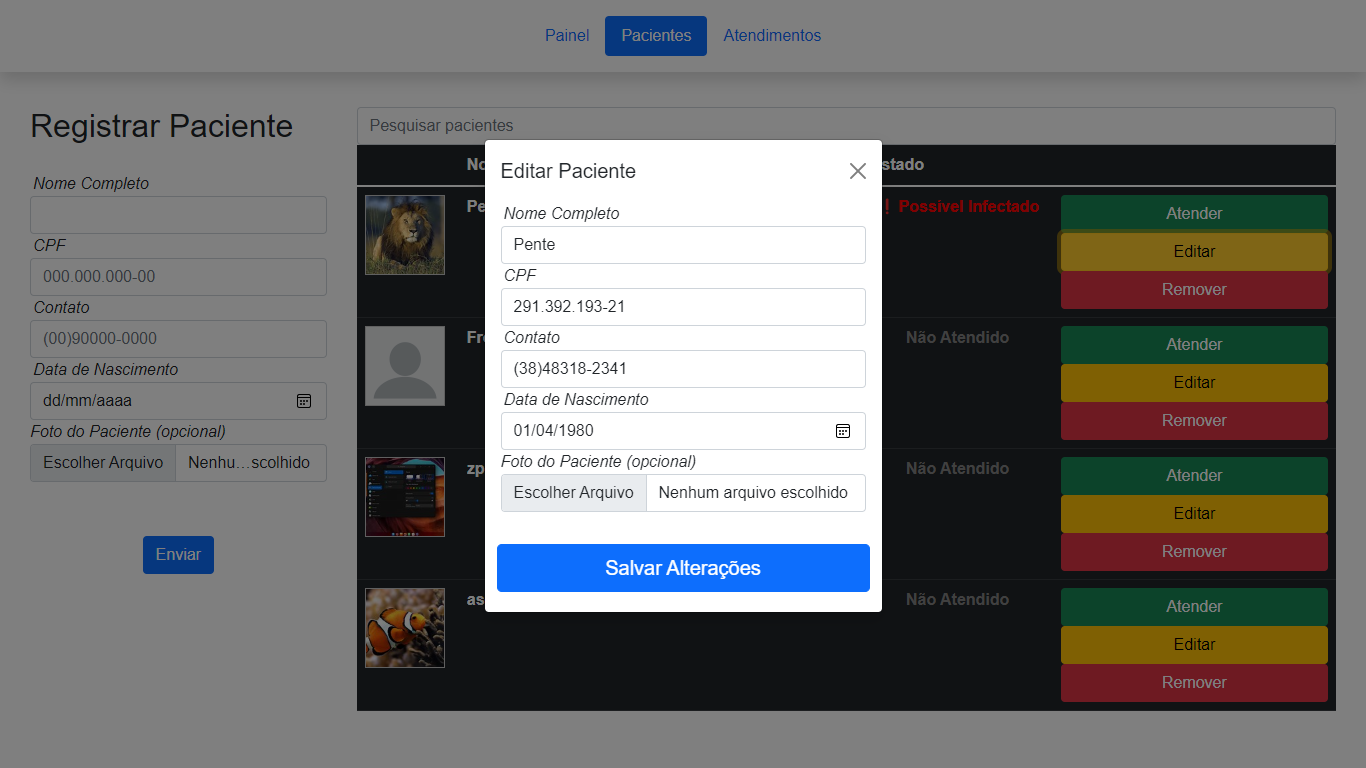 Painel Pacientes Atendimentos
Registrar Paciente
Nome Completo
CPF
000.000.000-00
Contato
(00)90000-0000
Data de Nascimento
dd/mm/aaaa
Foto do Paciente (opcional)
Escolher Arquivo Nenhu...scolhido
Enviar
Pesquisar pacientes
No stado
Pe ! Possivel Infectado
Atender
Editar
Remover
Fr Não Atendido
Atender
Editar
Remover
zp Não Atendido
Atender
Editar
Remover
as Não Atendido
Atender
Editar
Remover
Editar Paciente
Nome Completo
Pente
CPF
291.392.193-21
Contato
(38)48318-2341
Data de Nascimento
01/04/1980
Foto do Paciente (opcional)
Escolher Arquivo Nenhum arquivo escolhido
Salvar Alterações